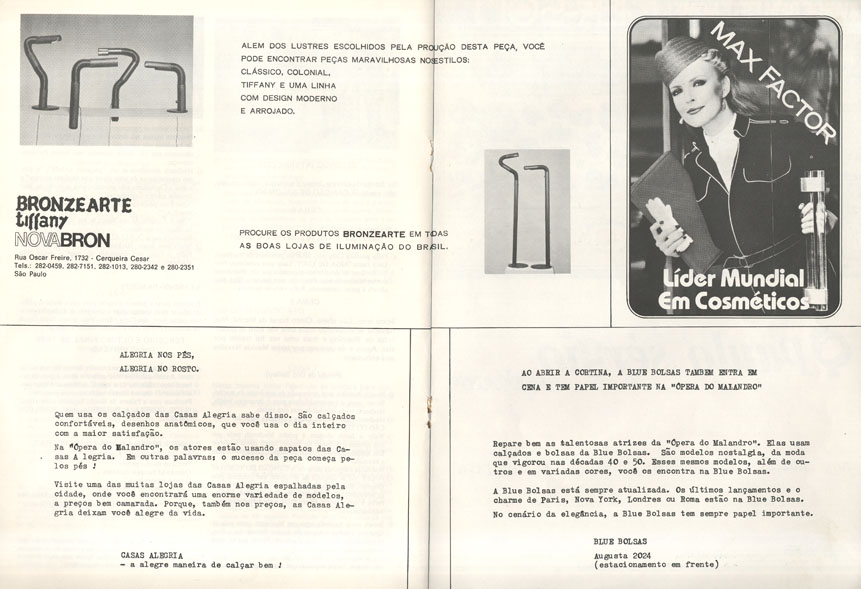 ALEM DOS LUSTRES ESCOLHIDOS PELA PROUÇÃO DESTA PEÇA, VOCÊ
PODE ENCONTRAR PEÇAS MARAVILHOSAS NOS ESTILOS:
CLÁSSICO, COLONIAL,
TIFFANY E UMA LINHA
COM DESIGN MODERNO
E ARROJADO.
BRONZEARTE
tiffany
NOVABRON
Rua Oscar Freire, 1732 - Cerqueira Cesar
Tels.: 282-0459, 282-7151, 282-1013, 280-2342 e 280-2351
São Paulo
PROCURE OS PRODUTOS BRONZEARTE EM TODAS
AS BOAS LOJAS DE ILUMINAÇÃO DO BRASIL.
MAX FACTOR
Líder Mundial
Em Cosméticos
ALEGRIA NOS PÉS,
ALEGRIA NO ROSTO.
Quem usa os calçados das Casas Alegria sabe disso. São calçados
confortáveis, desenhos anatômicos, que você usa o dia inteiro
com a maior satisfação.
Na "Ópera do Malandro", os atores estão usando sapatos das Ca-
sas A legria. Em outras palavras: o sucesso da peça começa pe-
los pés !
Visite uma das muitas lojas das Casas Alegria espalhadas pela
cidade, onde você encontrará uma enorme variedade de modelos,
a preços bem camarada. Porque, também nos preços, as Casas Ale-
gria deixam você alegre da vida.
CASAS ALEGRIA
- a alegre maneira de calçar bem !
AO ABRIR A CORTINA, A BLUE BOLSAS TAMBEM ENTRA EM
CENA E TEM PAPEL IMPORTANTE NA "ÓPERA DO MALANDRO"
Repare bem as talentosas atrizes da "Ópera do Malandro". Elas usam
calçados e bolsas da Blue Bolsas. São modelos nostalgia, da moda
que vigorou nas décadas 40 e 50. Esses mesmos modelos, além de ou-
tros e em variadas cores, você os encontra na Blue Bolsas.
A Blue Bolsas está sempre atualizada. Os últimos lançamentos e o
charme de Paris, Nova York, Londres ou Roma estão na Blue Bolsas.
No cenário da elegância, a Blue Bolsas tem sempre papel importante.
BLUE BOLSAS
Augusta 2024
(estacionamento em frente)